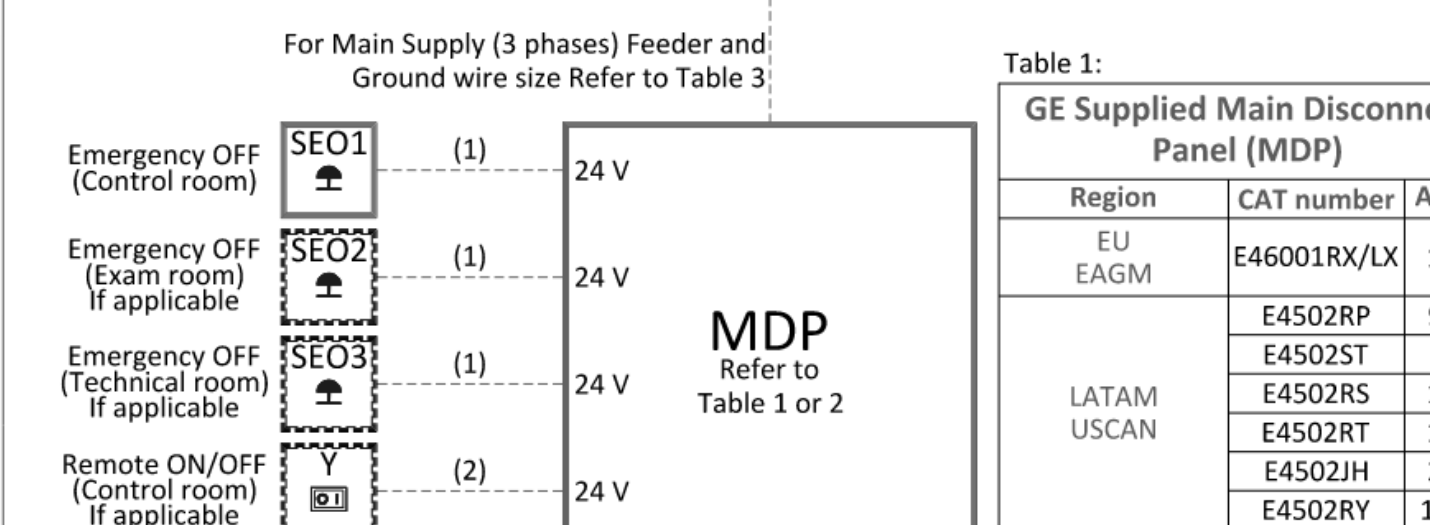 For Main Supply (3 phases) Feeder and
Ground wire size Refer to Table 3
Emergency OFF
(Control room)
SEO1
(1)
24 V
Emergency OFF
(Exam room)
If applicable
SEO2
(1)
24 V
Emergency OFF
(Technical room)
If applicable
SEO3
(1)
24 V
Remote ON/OFF
(Control room)
If applicable
Y
(2)
24 V
MDP
Refer to
Table 1 or 2
Table 1:
GE Supplied Main Disconne
Panel (MDP)
Region
CAT number
A
EU
EAGM
E46001RX/LX
LATAM
USCAN
E4502RP
E4502ST
E4502RS
E4502RT
E4502JH
E4502RY
1